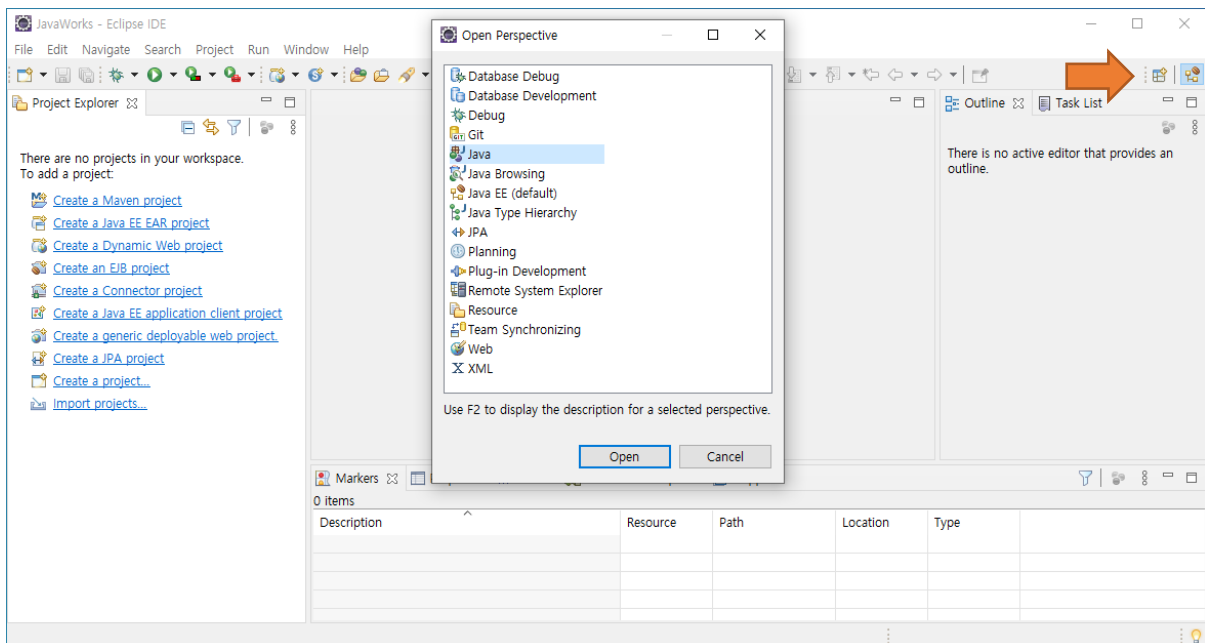 JavaWorks - Eclipse IDE
File Edit Navigate Search Project Run Window Help
Project Explorer
There are no projects in your workspace.
To add a project:
Create a Maven project
Create a Java EE EAR project
Create a Dynamic Web project
Create an EJB project
Create a Connector project
Create a Java EE application client project
Create a generic deployable web project.
Create a JPA project
Create a project...
Import projects...
Open Perspective
Database Debug
Database Development
Debug
GIT Git
Java
Java Browsing
Java EE (default)
Java Type Hierarchy
JPA
Planning
Plug-in Development
Remote System Explorer
Resource
Team Synchronizing
Web
X XML
Use F2 to display the description for a selected perspective.
Open Cancel
Outline Task List
There is no active editor that provides an
outline.
Markers
0 items
Description Resource Path Location Type